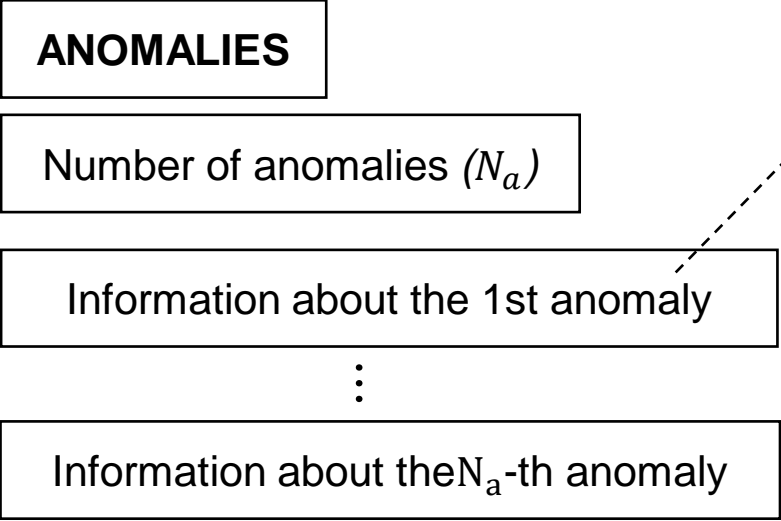 ANOMALIES
Number of anomalies (Nₐ)
Information about the 1st anomaly
⋮
Information about theNₐ-th anomaly